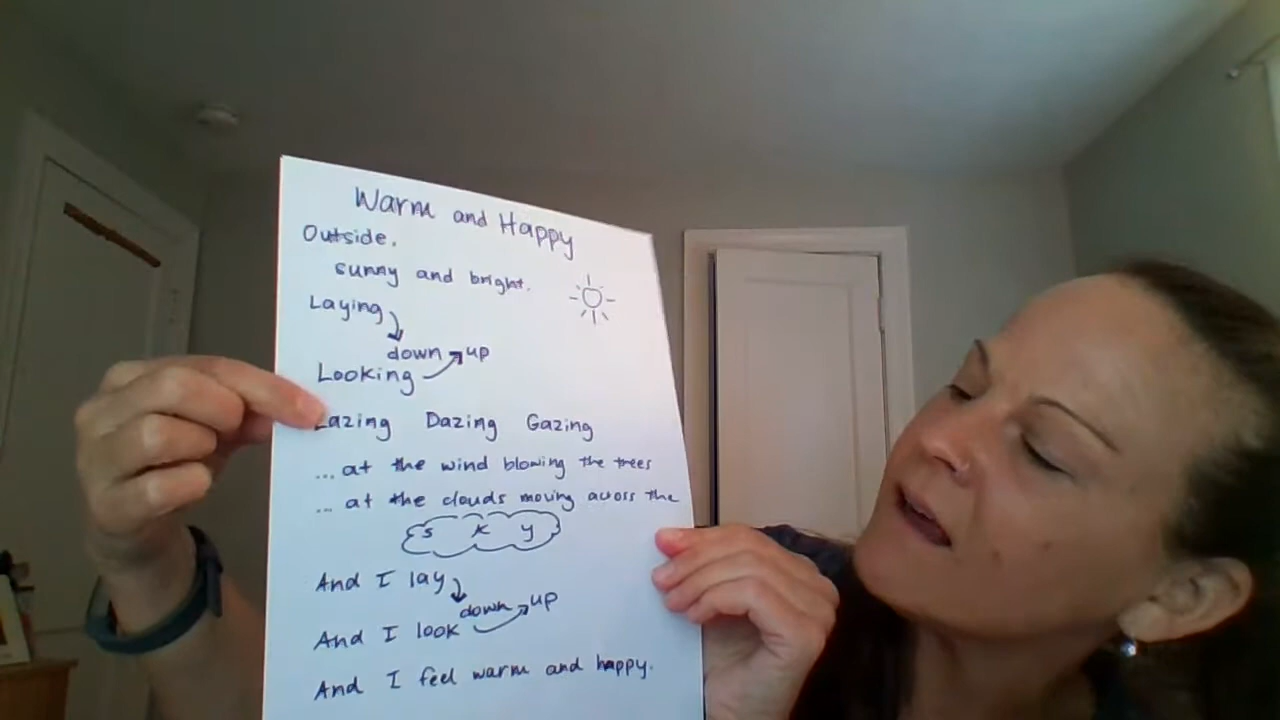 Warm and Happy
Outside.
sunny and bright.
Laying
down up
Looking
Lazing Dazing Gazing
... at the wind blowing the trees
... at the clouds moving across the
s k y
And I lay
down up
And I look
And I feel warm and happy.